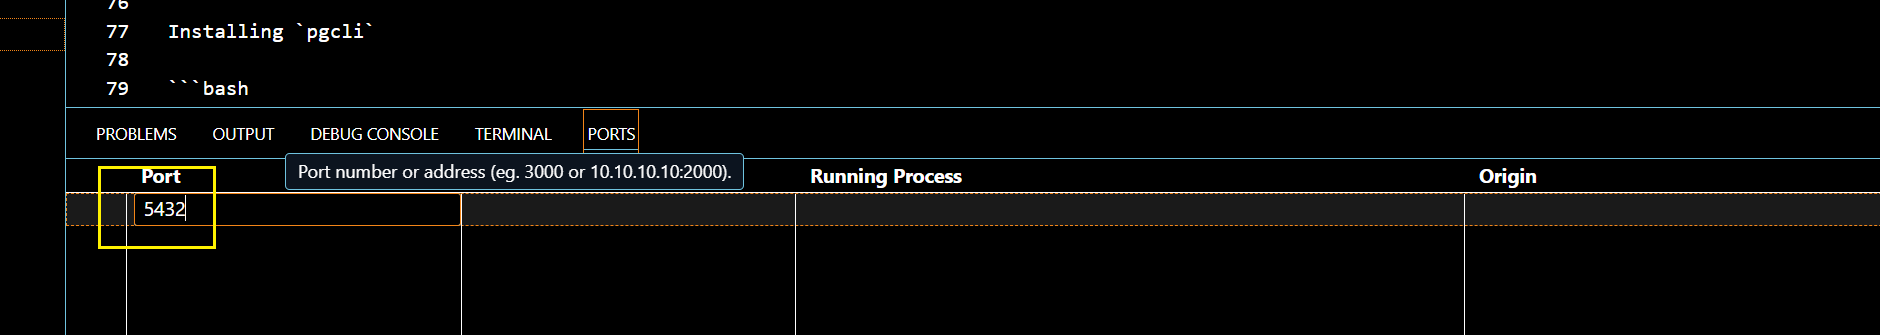 76
77 Installing `pgcli`
78
79 ```bash
PROBLEMS OUTPUT DEBUG CONSOLE TERMINAL PORTS
Port number or address (eg. 3000 or 10.10.10.10:2000).
Port Running Process Origin
5432